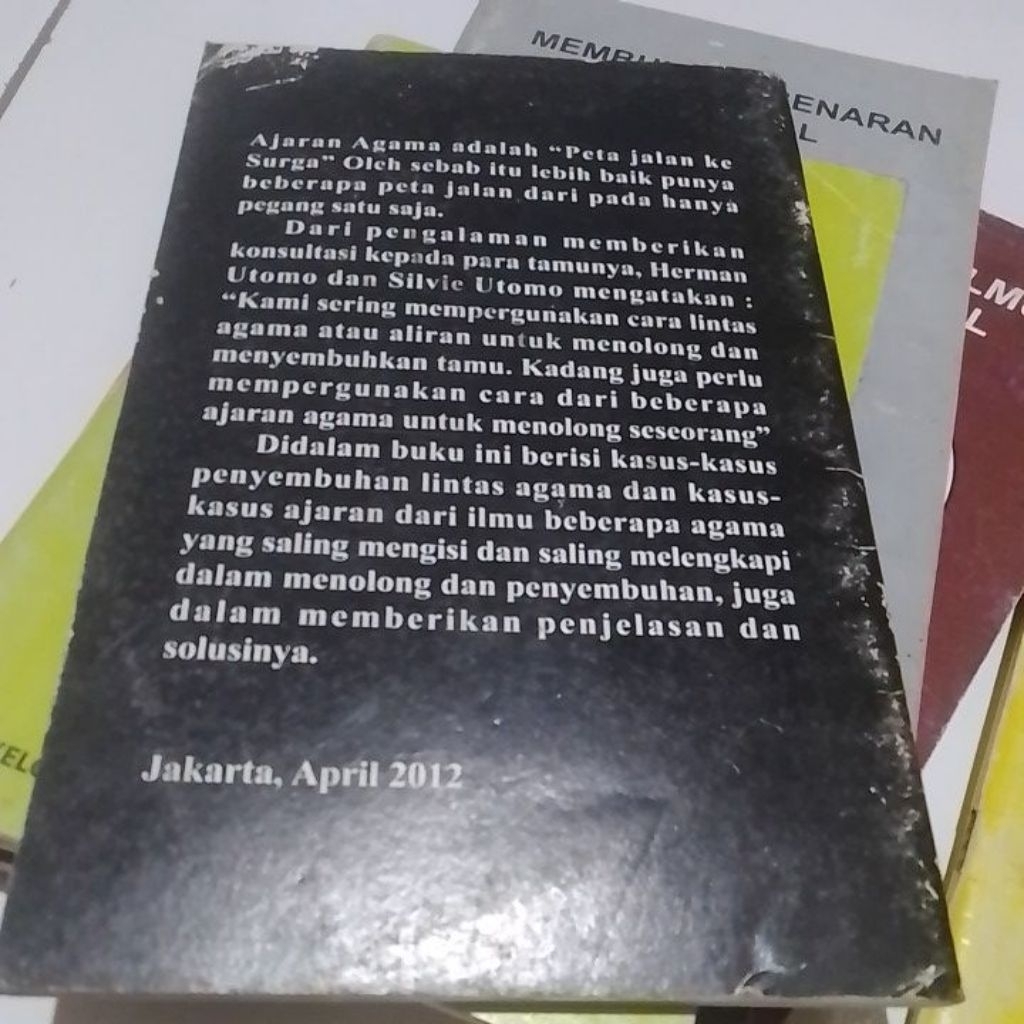 Ajaran Agama adalah “Peta jalan ke
Surga” Oleh sebab itu lebih baik punya
beberapa peta jalan dari pada hanya
pegang satu saja.
Dari pengalaman memberikan
konsultasi kepada para tamunya, Herman
Utomo dan Silvie Utomo mengatakan :
“Kami sering mempergunakan cara lintas
agama atau aliran untuk menolong dan
menyembuhkan tamu. Kadang juga perlu
mempergunakan cara dari beberapa
ajaran agama untuk menolong seseorang”
Didalam buku ini berisi kasus-kasus
penyembuhan lintas agama dan kasus-
kasus ajaran dari ilmu beberapa agama
yang saling mengisi dan saling melengkapi
dalam menolong dan penyembuhan, juga
dalam memberikan penjelasan dan
solusinya.
Jakarta, April 2012